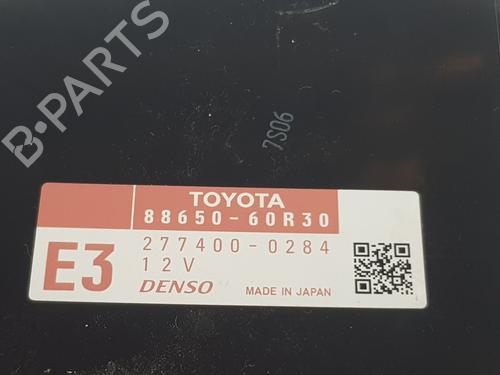 B-PARTS
7S06
TOYOTA
88650-60R30
E3
277400-0284
12V
DENSO
MADE IN JAPAN